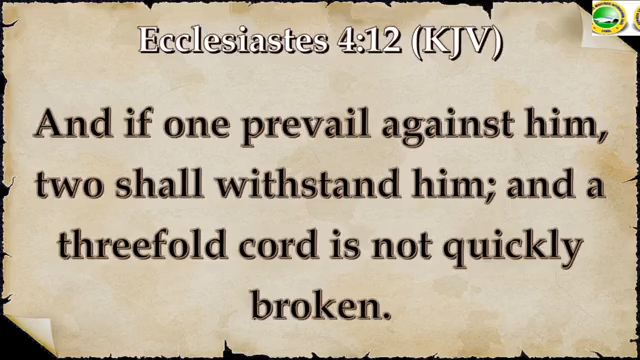 Ecclesiastes 4:12 (KJV)
And if one prevail against him,
two shall withstand him; and a
threefold cord is not quickly
broken.